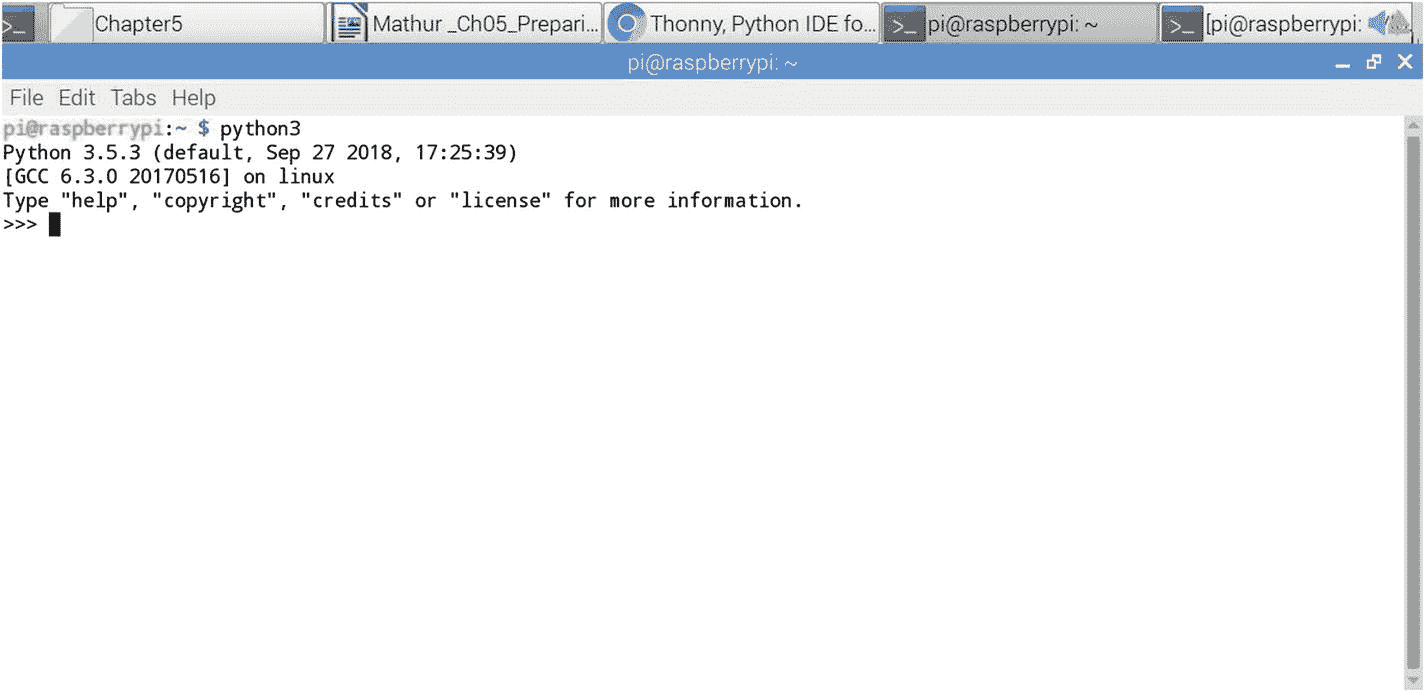 Chapter5
Mathur _Ch05_Prepari...
Thonny, Python IDE fo...
pi@raspberrypi: ~
[pi@raspberrypi:
pi@raspberrypi: ~
File Edit Tabs Help
pi@raspberrypi:~ $ python3
Python 3.5.3 (default, Sep 27 2018, 17:25:39)
[GCC 6.3.0 20170516] on linux
Type "help", "copyright", "credits" or "license" for more information.
>>>